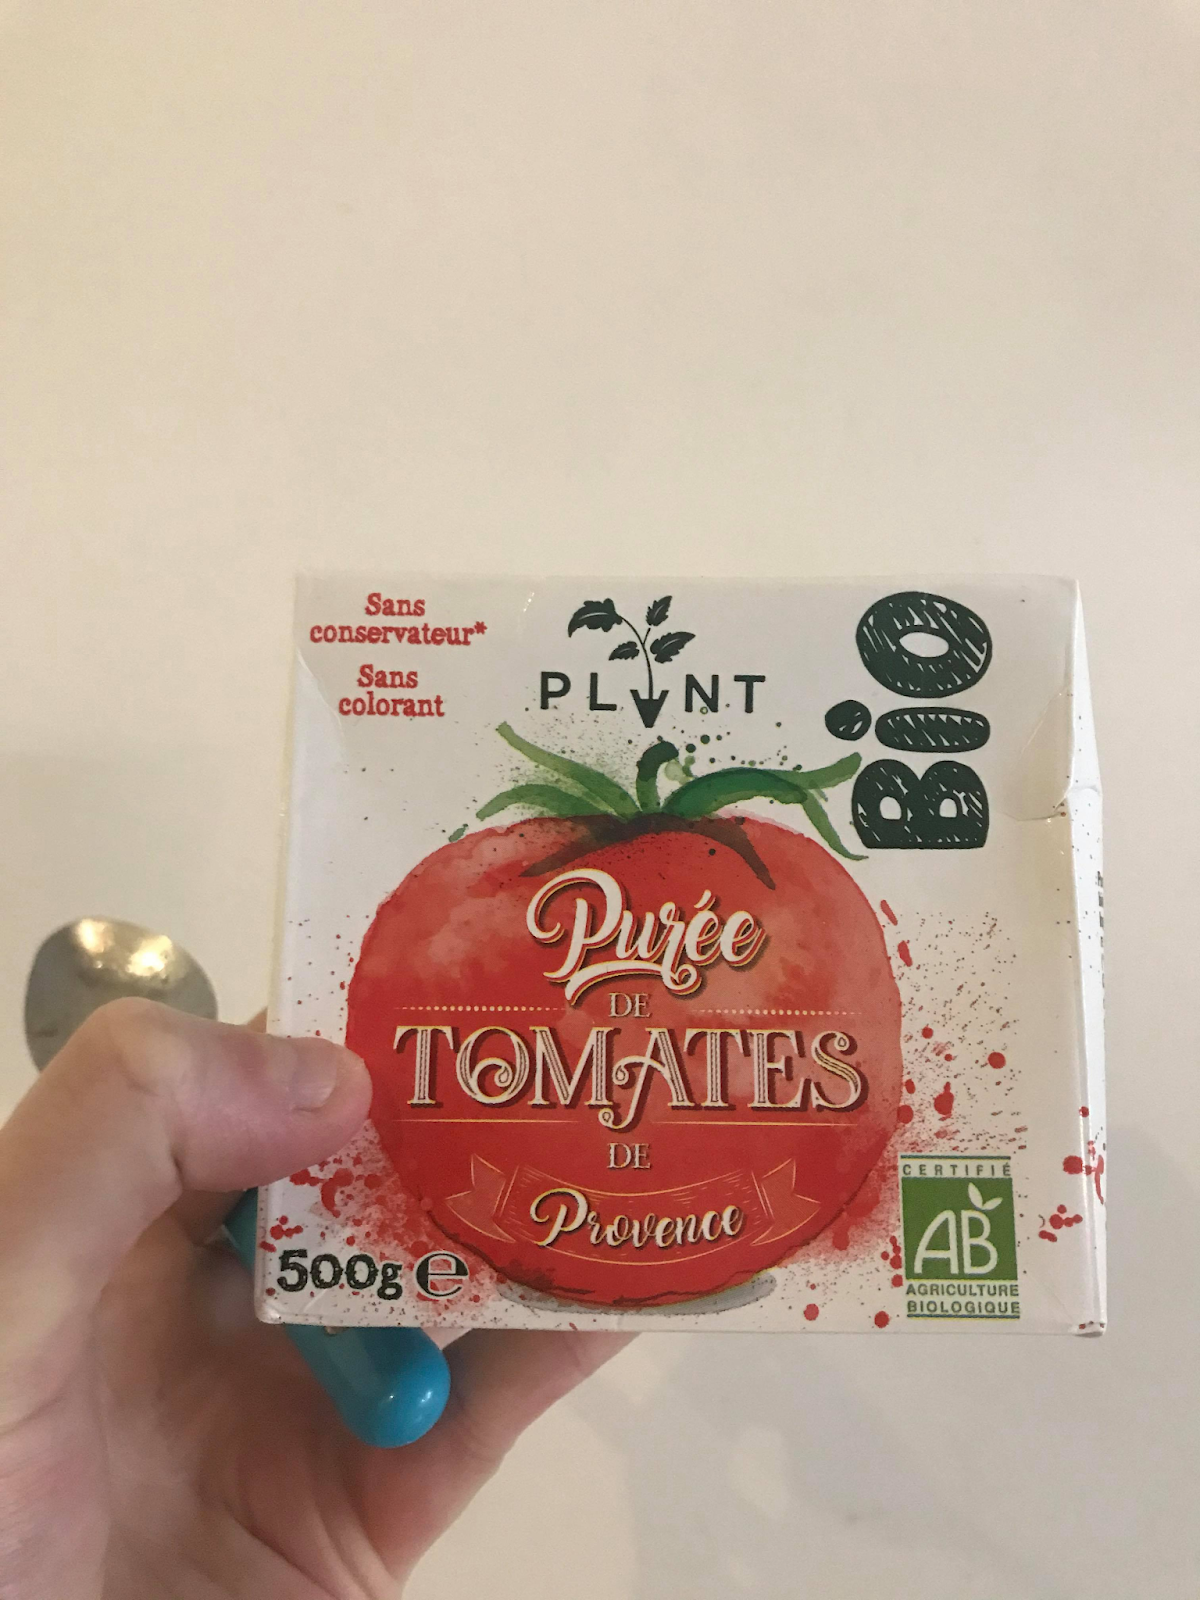 Sans
conservateur*
Sans
colorant
PLANT
Bio
Purée
DE
TOMATES
DE
Provence
500g ℮
CERTIFIÉ
AB
AGRICULTURE
BIOLOGIQUE